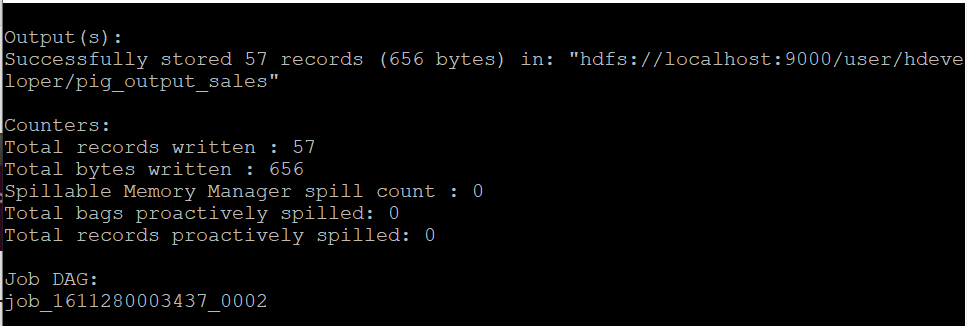 Output(s):
Successfully stored 57 records (656 bytes) in: "hdfs://localhost:9000/user/hdeve
loper/pig_output_sales"
Counters:
Total records written : 57
Total bytes written : 656
Spillable Memory Manager spill count : 0
Total bags proactively spilled: 0
Total records proactively spilled: 0
Job DAG:
job_1611280003437_0002